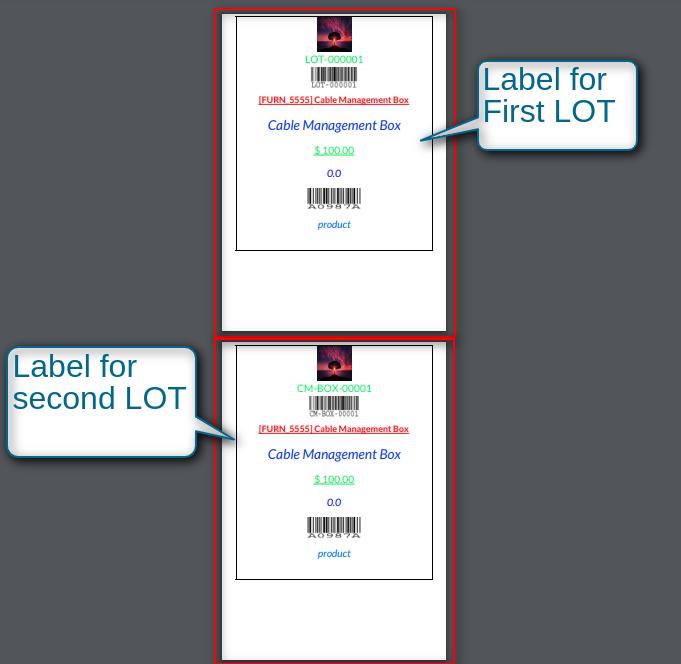 LOT-000001
LOT-000001
[FURN_5555] Cable Management Box
Cable Management Box
$ 100.00
0.0
A0987A
product
Label for
First LOT
Label for
second LOT
CM-BOX-00001
CM-BOX-00001
[FURN_5555] Cable Management Box
Cable Management Box
$ 100.00
0.0
A0987A
product